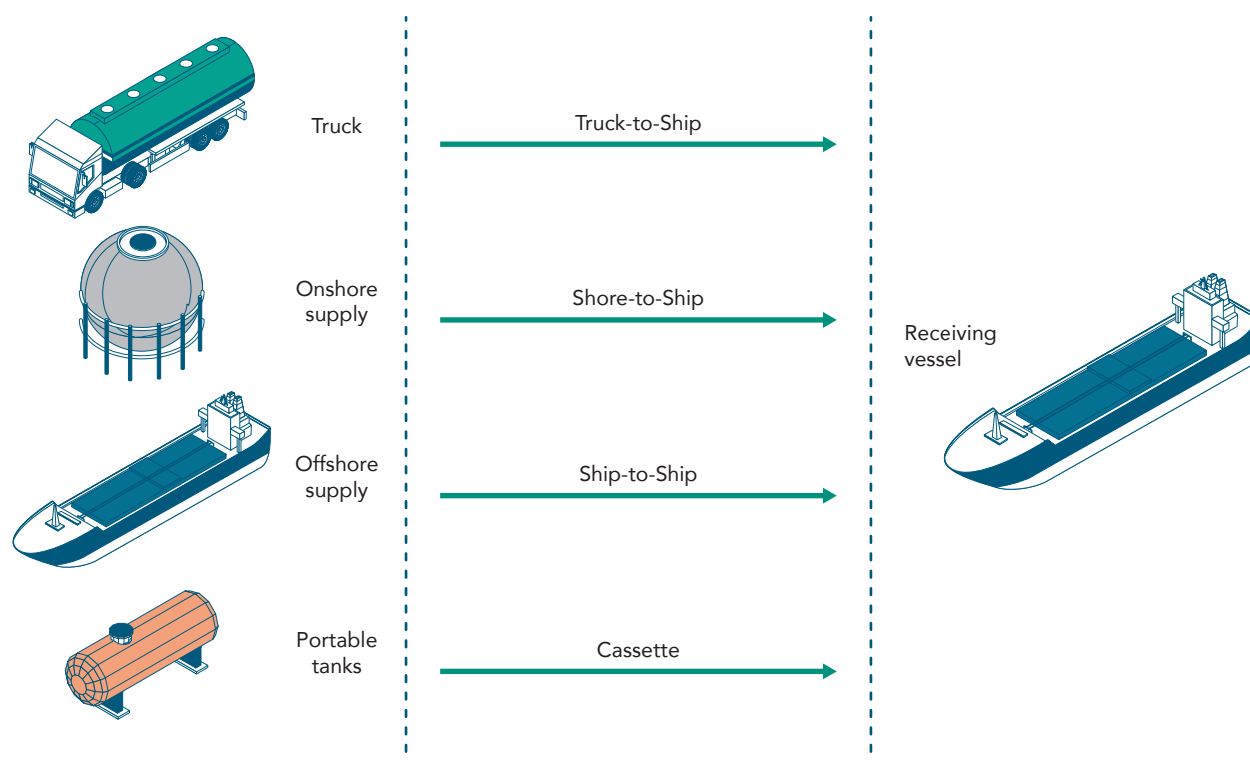 Truck
Truck-to-Ship
Onshore
supply
Shore-to-Ship
Receiving
vessel
Offshore
supply
Ship-to-Ship
Portable
tanks
Cassette